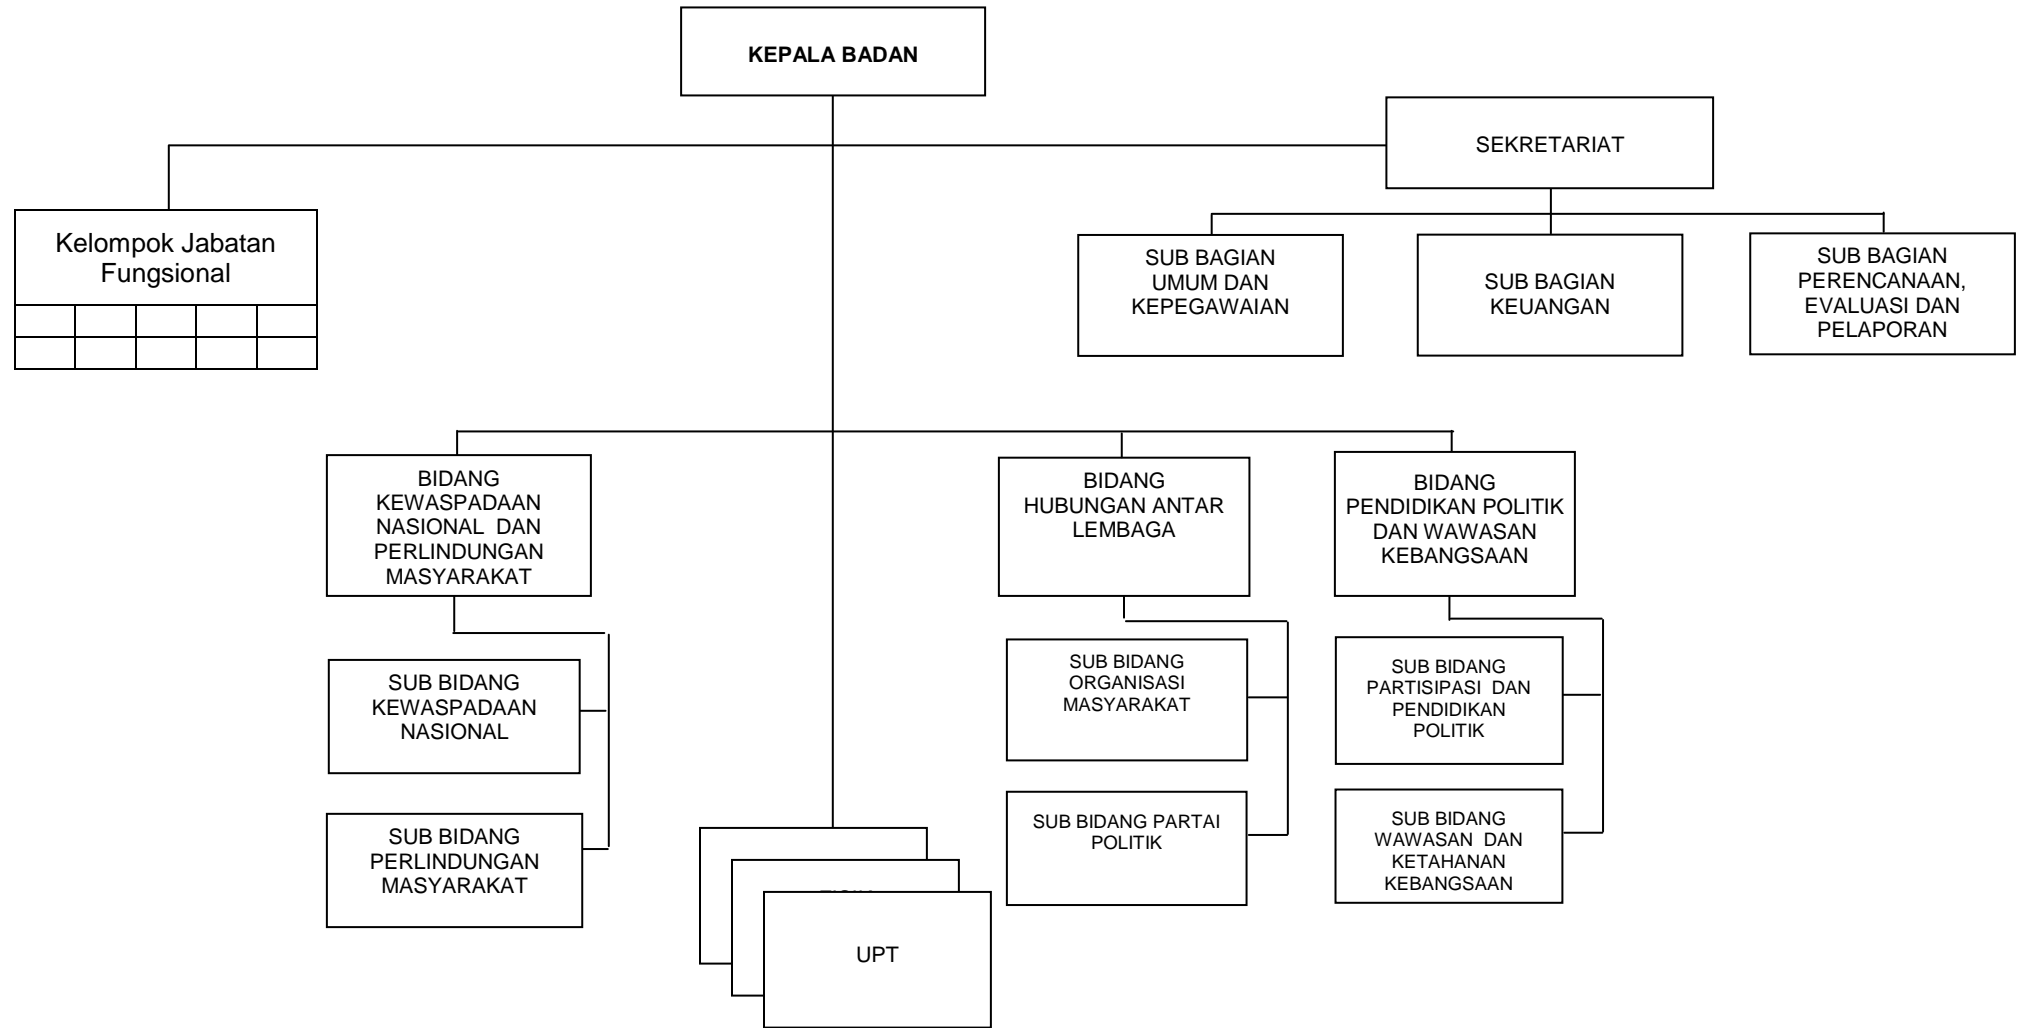 KEPALA BADAN
SEKRETARIAT
Kelompok Jabatan
Fungsional
SUB BAGIAN
UMUM DAN
KEPEGAWAIAN
SUB BAGIAN
KEUANGAN
SUB BAGIAN
PERENCANAAN,
EVALUASI DAN
PELAPORAN
BIDANG
KEWASPADAAN
NASIONAL DAN
PERLINDUNGAN
MASYARAKAT
BIDANG
HUBUNGAN ANTAR
LEMBAGA
BIDANG
PENDIDIKAN POLITIK
DAN WAWASAN
KEBANGSAAN
SUB BIDANG
KEWASPADAAN
NASIONAL
SUB BIDANG
ORGANISASI
MASYARAKAT
SUB BIDANG
PARTISIPASI DAN
PENDIDIKAN
POLITIK
SUB BIDANG
PERLINDUNGAN
MASYARAKAT
SUB BIDANG PARTAI
POLITIK
SUB BIDANG
WAWASAN DAN
KETAHANAN
KEBANGSAAN
UPT